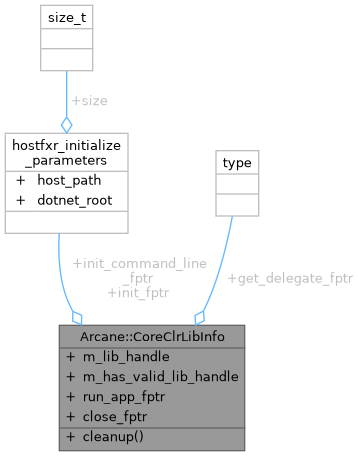 size_t
+size
hostfxr_initialize
_parameters
+ host_path
+ dotnet_root
type
+init_command_line
_fptr
+init_fptr
+get_delegate_fptr
Arcane::CoreClrLibInfo
+ m_lib_handle
+ m_has_valid_lib_handle
+ run_app_fptr
+ close_fptr
+ cleanup()